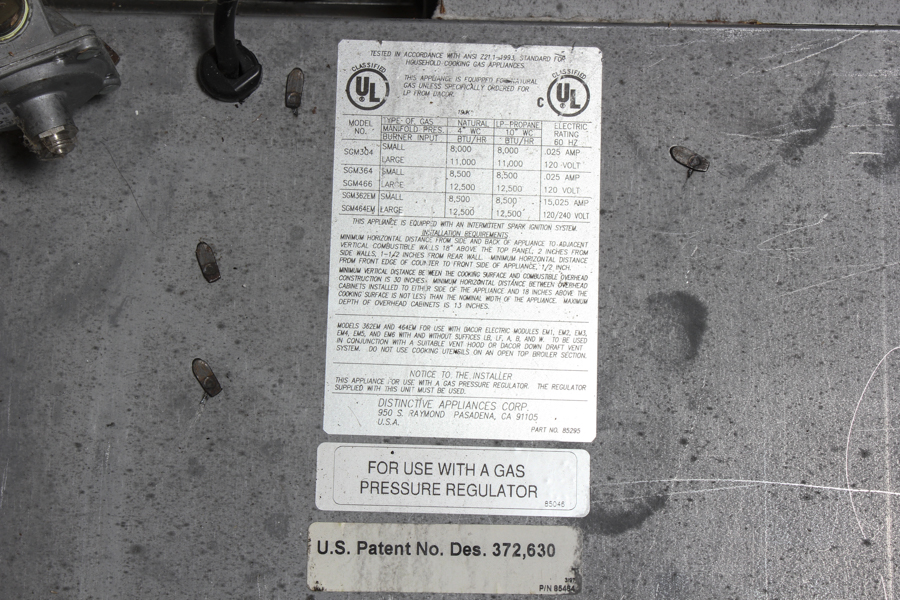 TESTED IN ACCORDANCE WITH ANSI Z21.1-1993, STANDARD FOR
HOUSEHOLD COOKING GAS APPLIANCES.
CLASSIFIED
UL
THIS APPLIANCE IS EQUIPPED FOR NATURAL
GAS UNLESS SPECIFICALLY ORDERED FOR
LP FROM DACOR.
CLASSIFIED
C UL
MODEL NO. TYPE OF GAS NATURAL LP-PROPANE ELECTRIC RATING 60 HZ
MANIFOLD PRES. 4" WC 10" WC
BURNER INPUT BTU/HR BTU/HR
SGM304 SMALL 8,000 8,000 .025 AMP
LARGE 11,000 11,000 120 VOLT
SGM364 SMALL 8,500 8,500 .025 AMP
SGM466 LARGE 12,500 12,500 120 VOLT
SGM362EM SMALL 8,500 8,500 15,025 AMP
SGM464EM LARGE 12,500 12,500 120/240 VOLT
THIS APPLIANCE IS EQUIPPED WITH AN INTERMITTENT SPARK IGNITION SYSTEM.
INSTALLATION REQUIREMENTS
MINIMUM HORIZONTAL DISTANCE FROM SIDE AND BACK OF APPLIANCE TO ADJACENT
VERTICAL COMBUSTIBLE WALLS 18" ABOVE THE TOP PANEL, 2 INCHES FROM
SIDE WALLS, 1-1/2 INCHES FROM REAR WALL. MINIMUM HORIZONTAL DISTANCE
FROM FRONT EDGE OF COUNTER TO FRONT SIDE OF APPLIANCE, 1/2 INCH.
MINIMUM VERTICAL DISTANCE BETWEEN THE COOKING SURFACE AND COMBUSTIBLE OVERHEAD
CONSTRUCTION IS 30 INCHES. MINIMUM HORIZONTAL DISTANCE BETWEEN OVERHEAD
CABINETS INSTALLED TO EITHER SIDE OF THE APPLIANCE AND 18 INCHES ABOVE THE
COOKING SURFACE IS NOT LESS THAN THE NOMINAL WIDTH OF THE APPLIANCE. MAXIMUM
DEPTH OF OVERHEAD CABINETS IS 13 INCHES.
MODELS 362EM AND 464EM FOR USE WITH DACOR ELECTRIC MODULES EM1, EM2, EM3,
EM4, EM5, AND EM6 WITH AND WITHOUT SUFFICES LB, LF, A, B, AND W. TO BE USED
IN CONJUNCTION WITH A SUITABLE VENT HOOD OR DACOR DOWN DRAFT VENT
SYSTEM. DO NOT USE COOKING UTENSILS ON AN OPEN TOP BROILER SECTION.
NOTICE TO THE INSTALLER
THIS APPLIANCE FOR USE WITH A GAS PRESSURE REGULATOR. THE REGULATOR
SUPPLIED WITH THIS UNIT MUST BE USED.
DISTINCTIVE APPLIANCES CORP.
950 S. RAYMOND PASADENA, CA 91105
U.S.A.
PART NO. 85295
FOR USE WITH A GAS
PRESSURE REGULATOR
85046
U.S. Patent No. Des. 372,630
3/97
P/N 85464